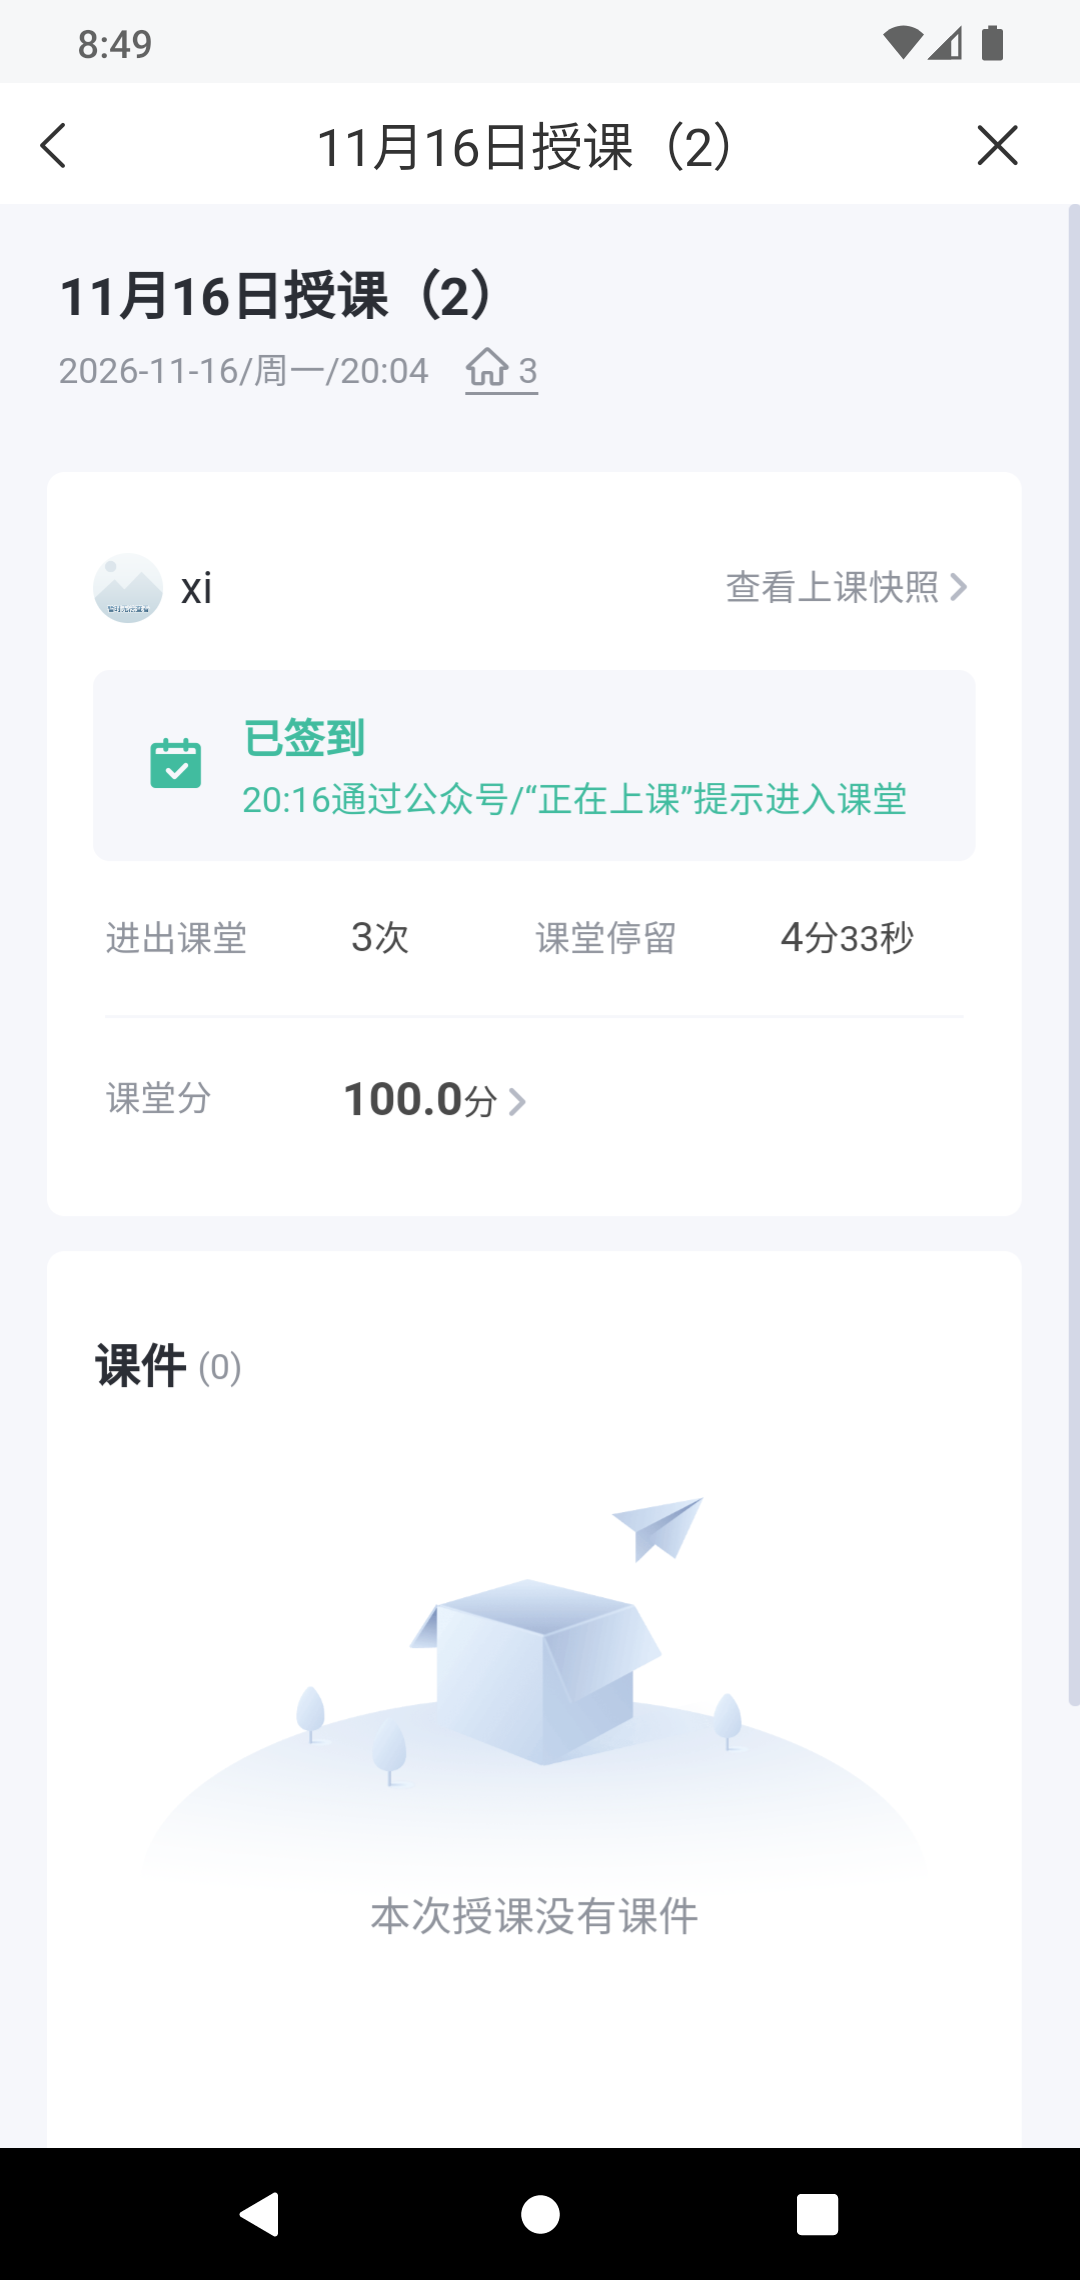 8:49
11月16日授课（2）
11月16日授课（2）
2026-11-16/周一/20:04 3
xi
查看上课快照
已签到
20:16通过公众号/“正在上课”提示进入课堂
进出课堂 3次 课堂停留 4分33秒
课堂分 100.0分
课件 (0)
本次授课没有课件